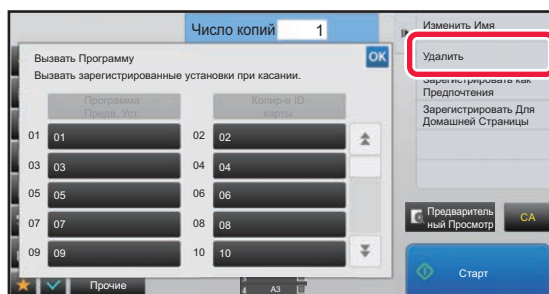 Число копий 1
Вызвать Программу
OK
Вызвать зарегистрированные установки при касании.
Программа
Предв. Уст.
Копир-е ID
карты
01 01
02 02
03 03
04 04
05 05
06 06
07 07
08 08
09 09
10 10
Прочие
A3
Изменить Имя
Удалить
Зарегистрировать как
Предпочтения
Зарегистрировать Для
Домашней Страницы
Предваритель
ный Просмотр
CA
Старт